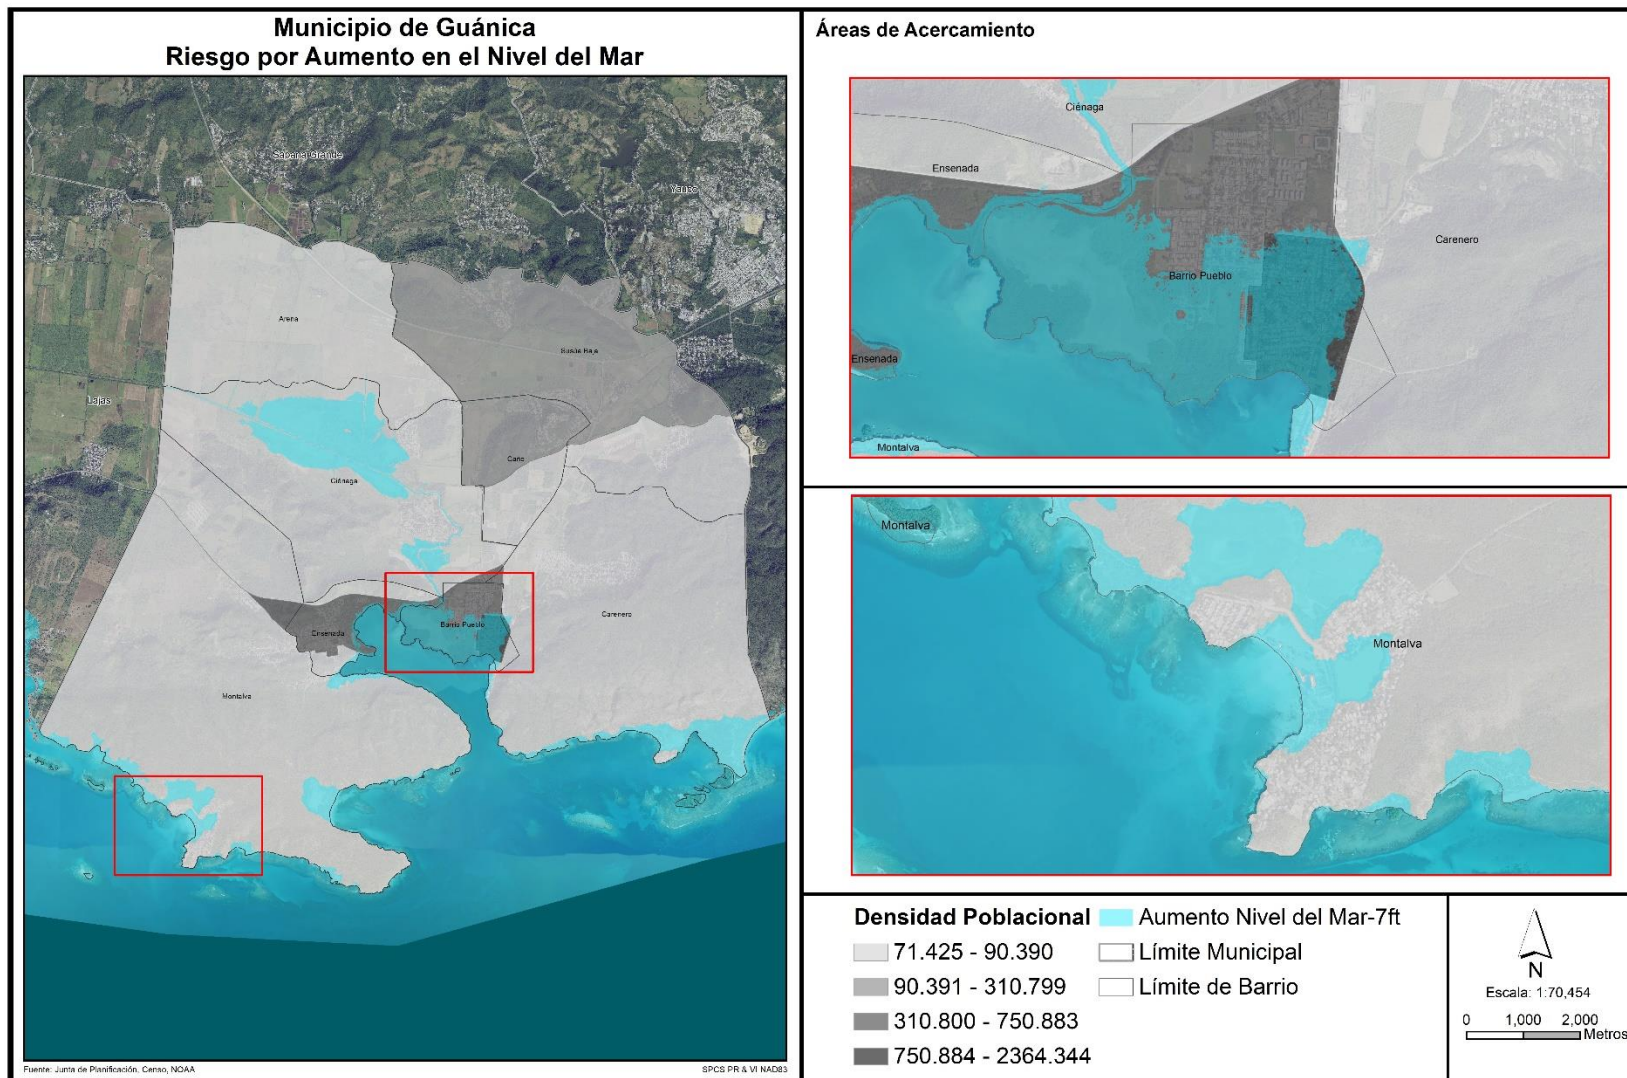 Municipio de Guánica
Riesgo por Aumento en el Nivel del Mar
Sabana Grande
Yauco
Arena
Susúa Baja
Lajas
Caño
Ciénaga
Carenero
Ensenada
Barrio Pueblo
Montalva
Fuente: Junta de Planificación, Censo, NOAA
SPCS PR & VI NAD83
Áreas de Acercamiento
Ciénaga
Ensenada
Carenero
Barrio Pueblo
Ensenada
Montalva
Montalva
Montalva
Densidad Poblacional
71.425 - 90.390
90.391 - 310.799
310.800 - 750.883
750.884 - 2364.344
Aumento Nivel del Mar-7ft
Límite Municipal
Límite de Barrio
N
Escala: 1:70,454
0 1,000 2,000
Metros